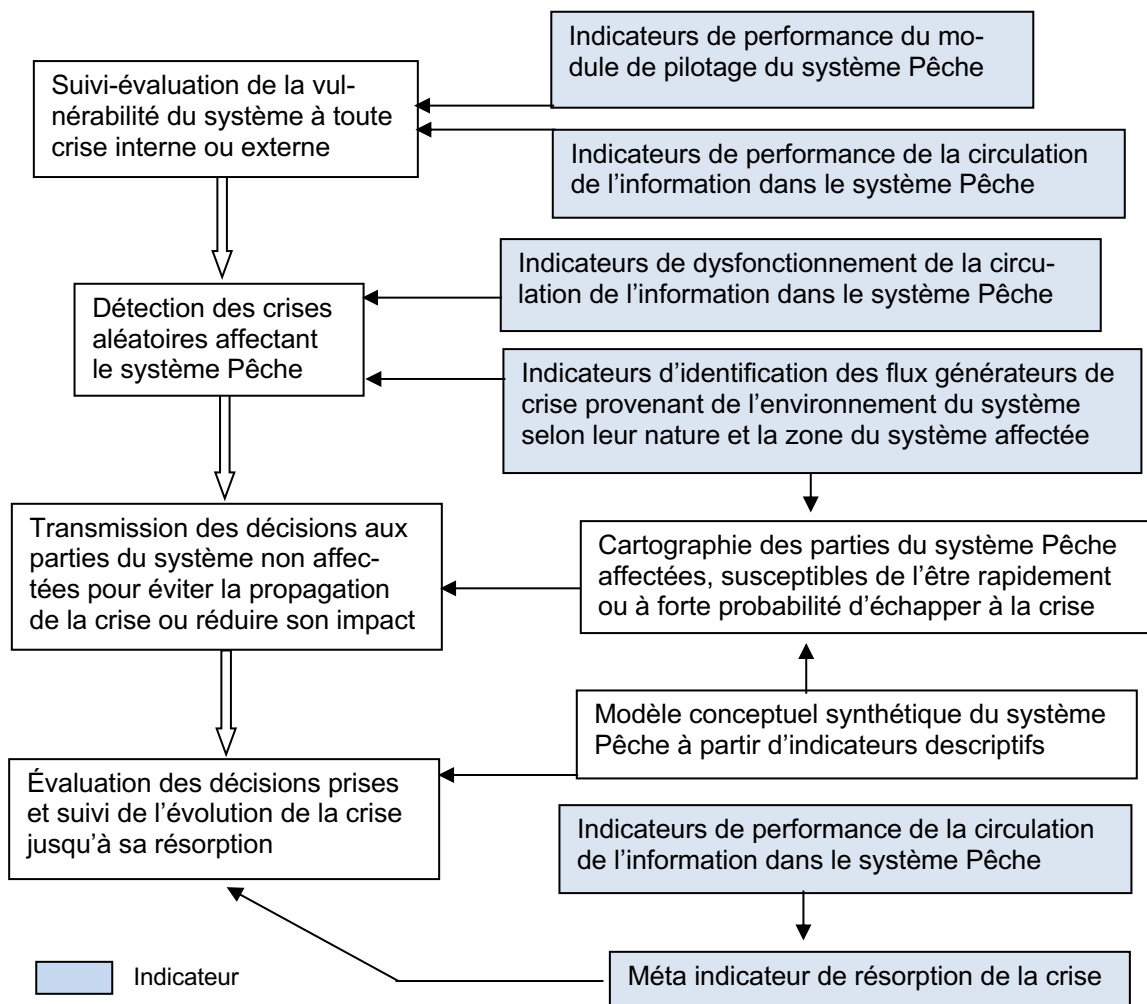 Indicateurs de performance du mo-
dule de pilotage du système Pêche
Suivi-évaluation de la vul-
nérabilité du système à toute
crise interne ou externe
Indicateurs de performance de la circulation
de l’information dans le système Pêche
Indicateurs de dysfonctionnement de la circu-
lation de l’information dans le système Pêche
Détection des crises
aléatoires affectant
le système Pêche
Indicateurs d’identification des flux générateurs de
crise provenant de l’environnement du système
selon leur nature et la zone du système affectée
Transmission des décisions aux
parties du système non affec-
tées pour éviter la propagation
de la crise ou réduire son impact
Cartographie des parties du système Pêche
affectées, susceptibles de l’être rapidement
ou à forte probabilité d’échapper à la crise
Modèle conceptuel synthétique du système
Pêche à partir d’indicateurs descriptifs
Évaluation des décisions prises
et suivi de l’évolution de la crise
jusqu’à sa résorption
Indicateurs de performance de la circulation
de l’information dans le système Pêche
Méta indicateur de résorption de la crise
Indicateur